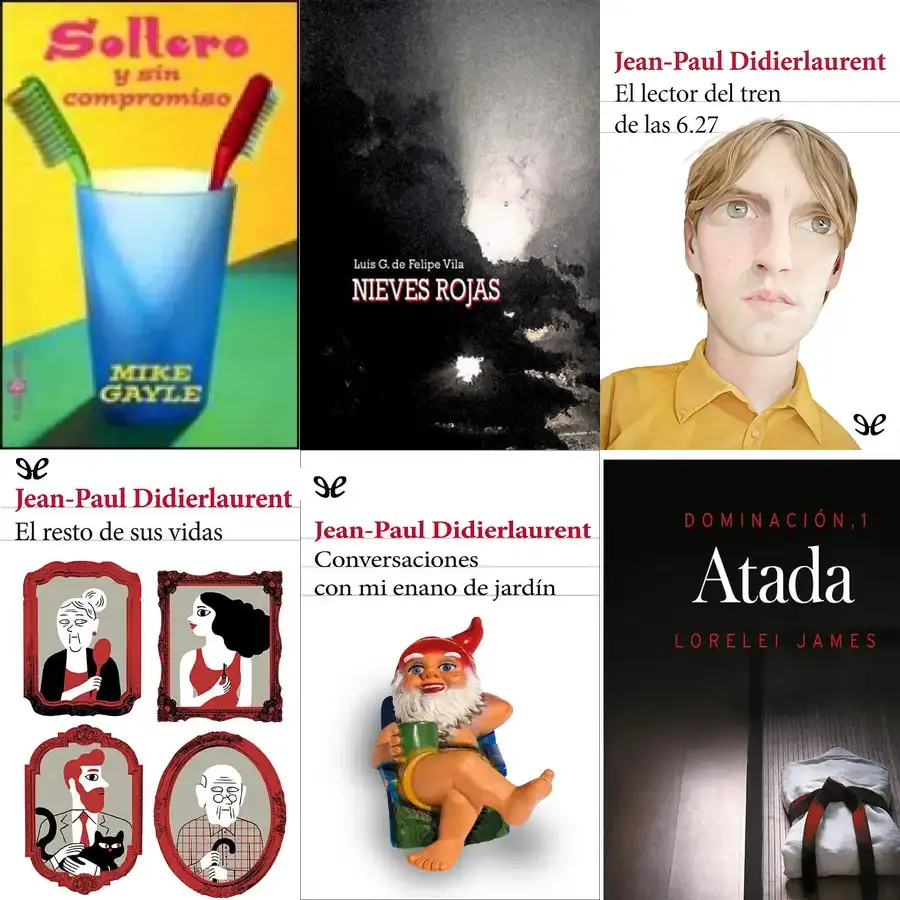 Soltero
y sin
compromiso
MIKE
GAYLE
Luis G. de Felipe Vila
NIEVES ROJAS
Jean-Paul Didierlaurent
El lector del tren
de las 6.27
Jean-Paul Didierlaurent
El resto de sus vidas
Jean-Paul Didierlaurent
Conversaciones
con mi enano de jardín
DOMINACIÓN, 1
Atada
LORELEI JAMES